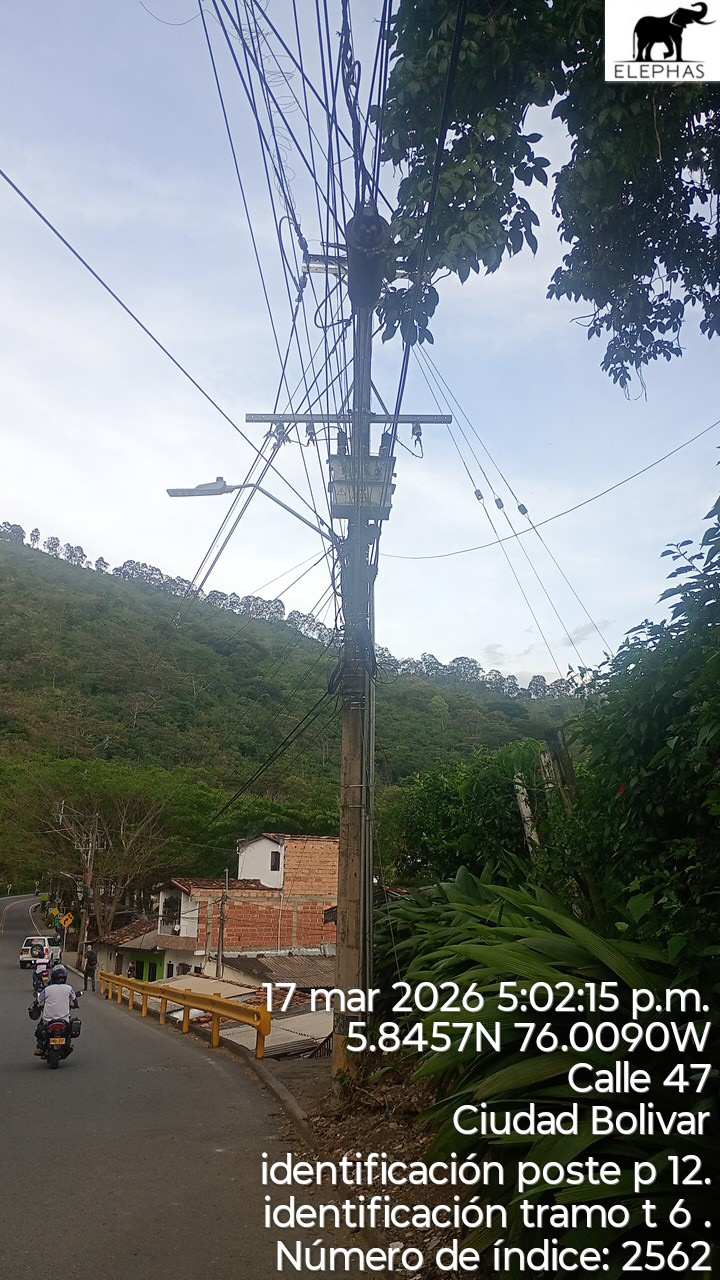 ELEPHAS
17 mar 2026 5:02:15 p.m.
5.8457N 76.0090W
Calle 47
Ciudad Bolivar
identificación poste p 12.
identificación tramo t 6 .
Número de índice: 2562